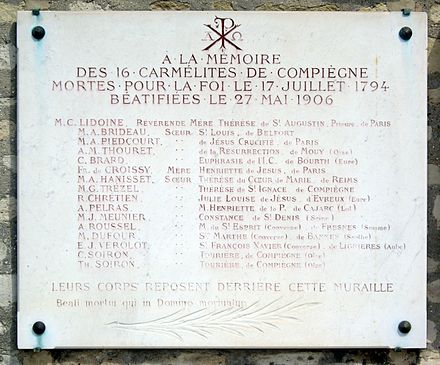 Α Ω
À LA MÉMOIRE
DES 16 CARMÉLITES DE COMPIÈGNE
MORTES POUR LA FOI LE 17 JUILLET 1794
BÉATIFIÉES LE 27 MAI 1906
M.C. LIDOINE, RÉVÉRENDE MÈRE THÉRÈSE DE ST AUGUSTIN, Prieure, de PARIS
M.A. BRIDEAU, SŒUR ST LOUIS, de BELFORT
M.A. PIEDCOURT, .. de JÉSUS CRUCIFIÉ de PARIS
A.M. THOURET, .. de la RÉSURRECTION, de MOUY (Oise)
C. BRARD, .. EUPHRASIE de l'I.C. de BOURTH (Eure)
Fr. de CROISSY, MÈRE HENRIETTE de JÉSUS, de PARIS
M.A. HANISSET, SŒUR THÉRÈSE du CŒUR de MARIE, de REIMS
M.G. TRÉZEL, .. THÉRÈSE de ST IGNACE de COMPIÈGNE
R. CHRÉTIEN, .. JULIE LOUISE de JÉSUS, d'EVREUX (Eure)
A. PELRAS, .. M. HENRIETTE de la P. de CAJARC (Lot)
M.J. MEUNIER, .. CONSTANCE de ST DENIS (Seine)
A. ROUSSEL, .. M. du ST ESPRIT (Converse) de FRESNES (Somme)
M. DUFOUR, .. STE MARTHE (Converse) de (Sarthe)
E.J. VÉROLOT, .. ST FRANÇOIS XAVIER (Converse) de LIGNIÈRES (Aube)
C. SOIRON, .. TOURIÈRE, de COMPIÈGNE (Oise)
Th. SOIRON, .. TOURIÈRE, de COMPIÈGNE (Oise)
LEURS CORPS REPOSENT DERRIÈRE CETTE MURAILLE
Beati mortui qui in Domino moriuntur